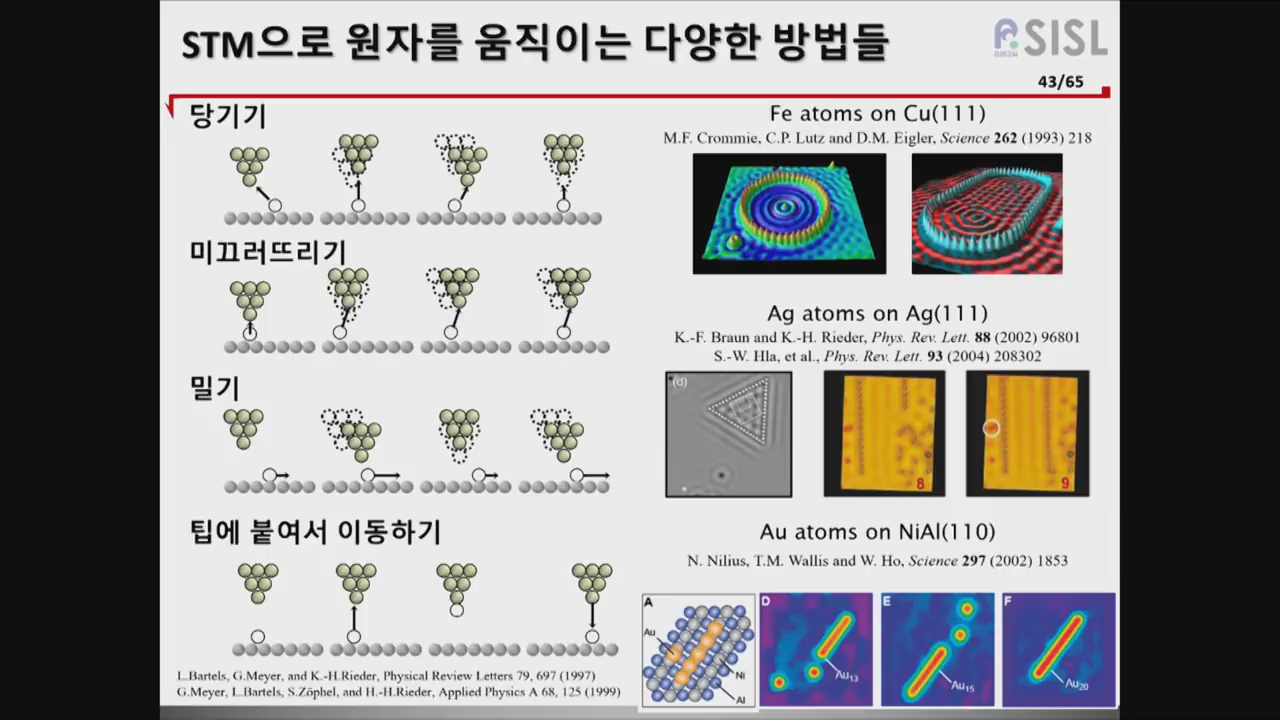 STM으로 원자를 움직이는 다양한 방법들
SISL
43/65
당기기
미끄러뜨리기
밀기
팁에 붙여서 이동하기
L.Bartels, G.Meyer, and K.-H.Rieder, Physical Review Letters 79, 697 (1997)
G.Meyer, L.Bartels, S.Zöphel, and H.-H.Rieder, Applied Physics A 68, 125 (1999)
Fe atoms on Cu(111)
M.F. Crommie, C.P. Lutz and D.M. Eigler, Science 262 (1993) 218
Ag atoms on Ag(111)
K.-F. Braun and K.-H. Rieder, Phys. Rev. Lett. 88 (2002) 96801
S.-W. Hla, et al., Phys. Rev. Lett. 93 (2004) 208302
(d)
8
9
Au atoms on NiAl(110)
N. Nilius, T.M. Wallis and W. Ho, Science 297 (2002) 1853
A
Au
Ni
Al
D
Au13
E
Au15
F
Au20